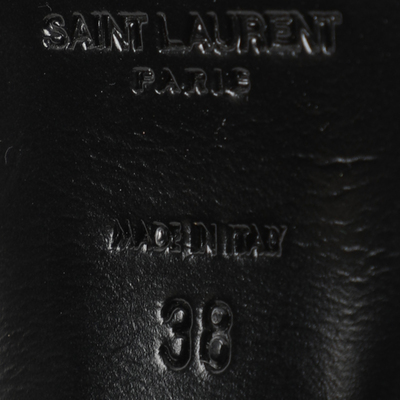 SAINT LAURENT
PARIS
MADE IN ITALY
38